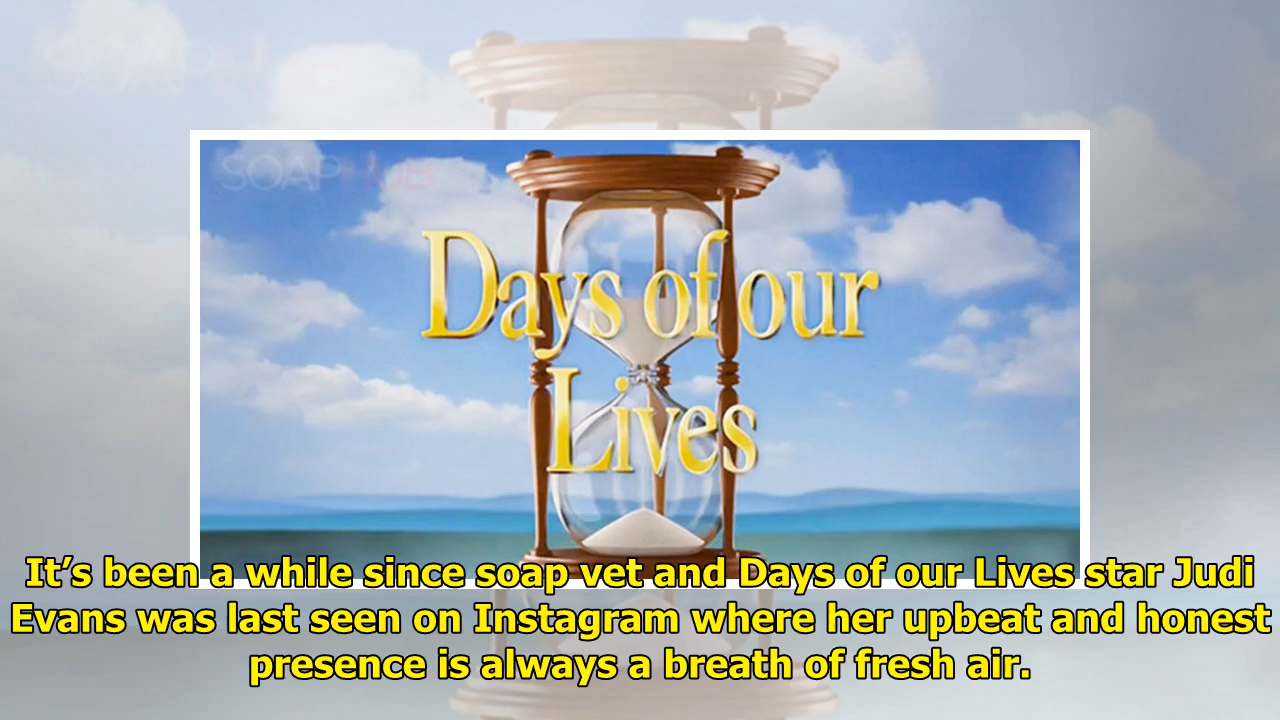 SOAPHUB
Days of our
Lives
It’s been a while since soap vet and Days of our Lives star Judi
Evans was last seen on Instagram where her upbeat and honest
presence is always a breath of fresh air.